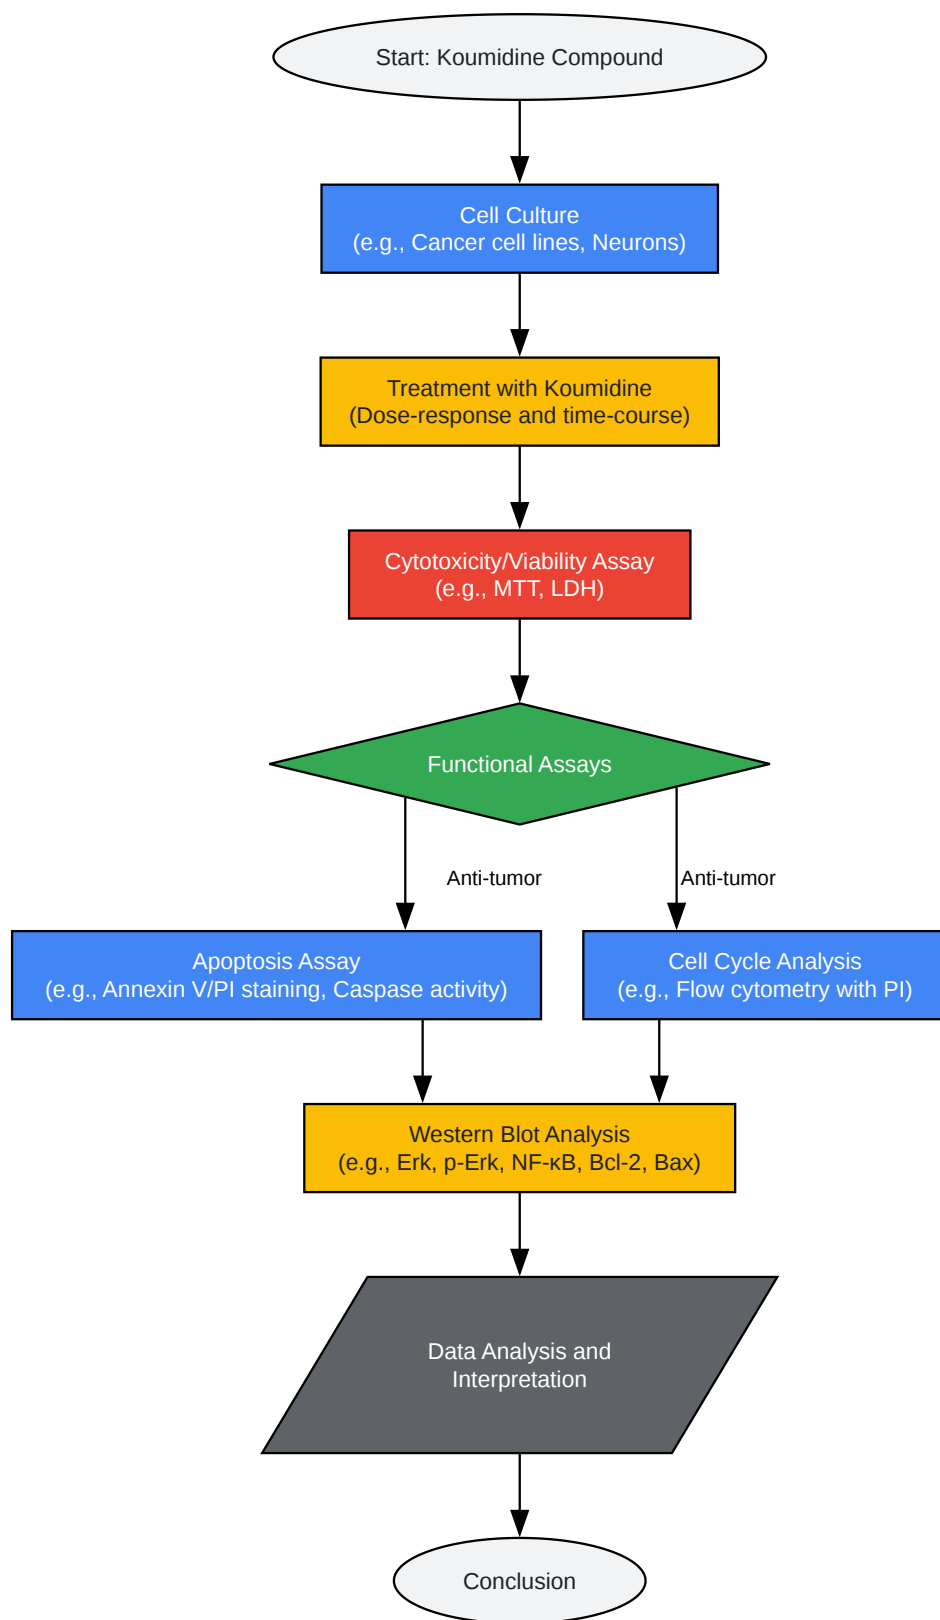 Start: Koumidine Compound
Cell Culture
(e.g., Cancer cell lines, Neurons)
Treatment with Koumidine
(Dose-response and time-course)
Cytotoxicity/Viability Assay
(e.g., MTT, LDH)
Functional Assays
Anti-tumor
Anti-tumor
Apoptosis Assay
(e.g., Annexin V/PI staining, Caspase activity)
Cell Cycle Analysis
(e.g., Flow cytometry with PI)
Western Blot Analysis
(e.g., Erk, p-Erk, NF-κB, Bcl-2, Bax)
Data Analysis and
Interpretation
Conclusion